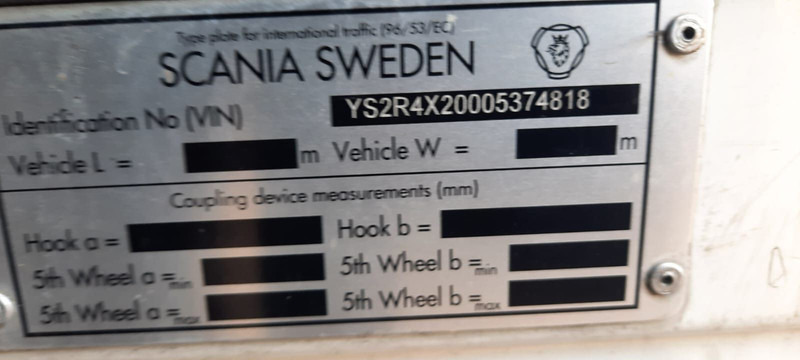 Type plate for international traffic (96/53/EC)
SCANIA SWEDEN
Identification No (VIN) YS2R4X20005374818
Vehicle L = m Vehicle W = m
Coupling device measurements (mm)
Hook a = Hook b =
5th Wheel a =min 5th Wheel b =min
5th Wheel a =max 5th Wheel b =max